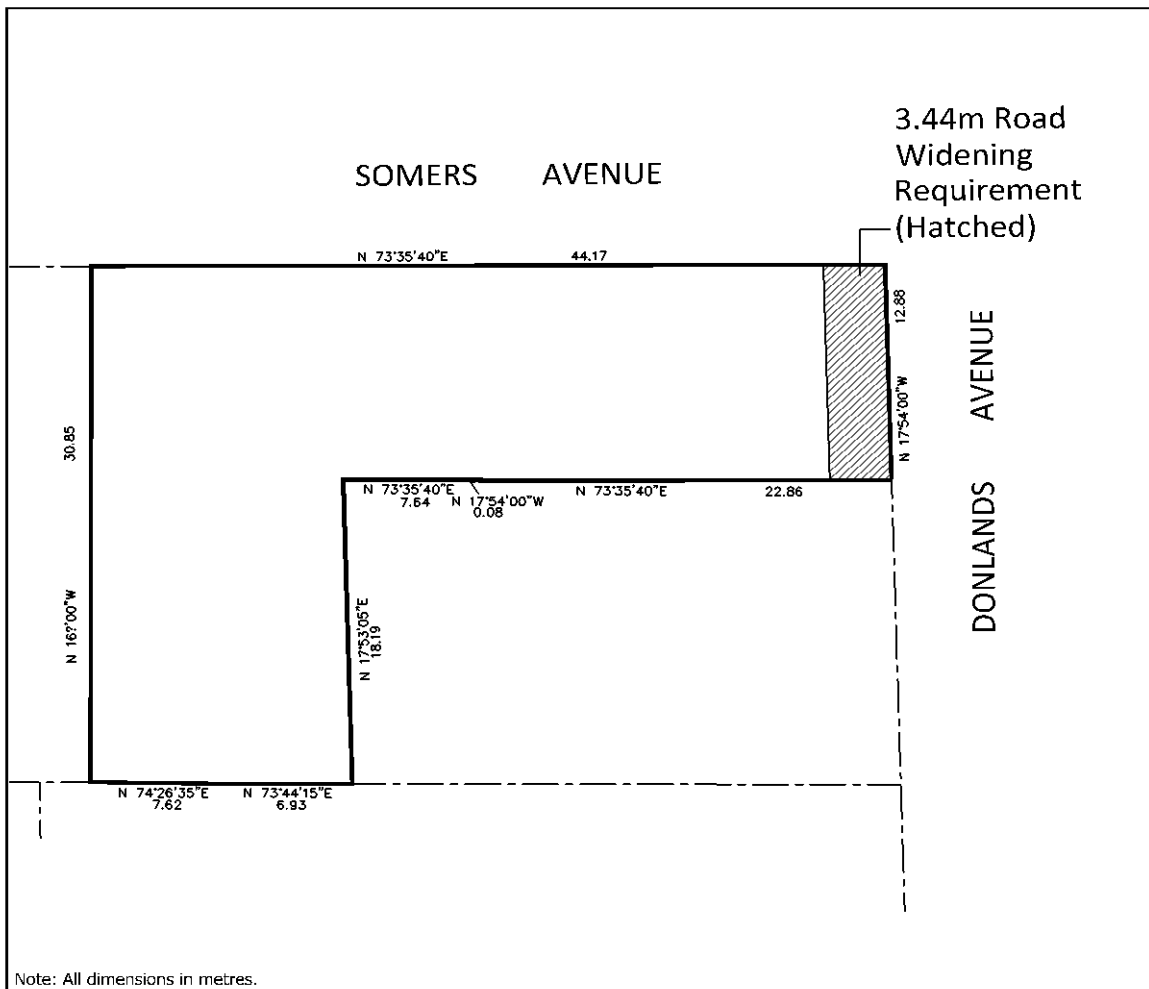 3.44m Road
Widening
Requirement
(Hatched)
SOMERS AVENUE
N 73°35'40"E 44.17
12.88
N 17°54'00"W
DONLANDS AVENUE
30.85
N 16?'00"W
N 73°35'40"E
7.64
N 17°54'00"W
0.08
N 73°35'40"E
22.86
N 17°53'05"E
18.19
N 74°26'35"E
7.62
N 73°44'15"E
6.93
Note: All dimensions in metres.